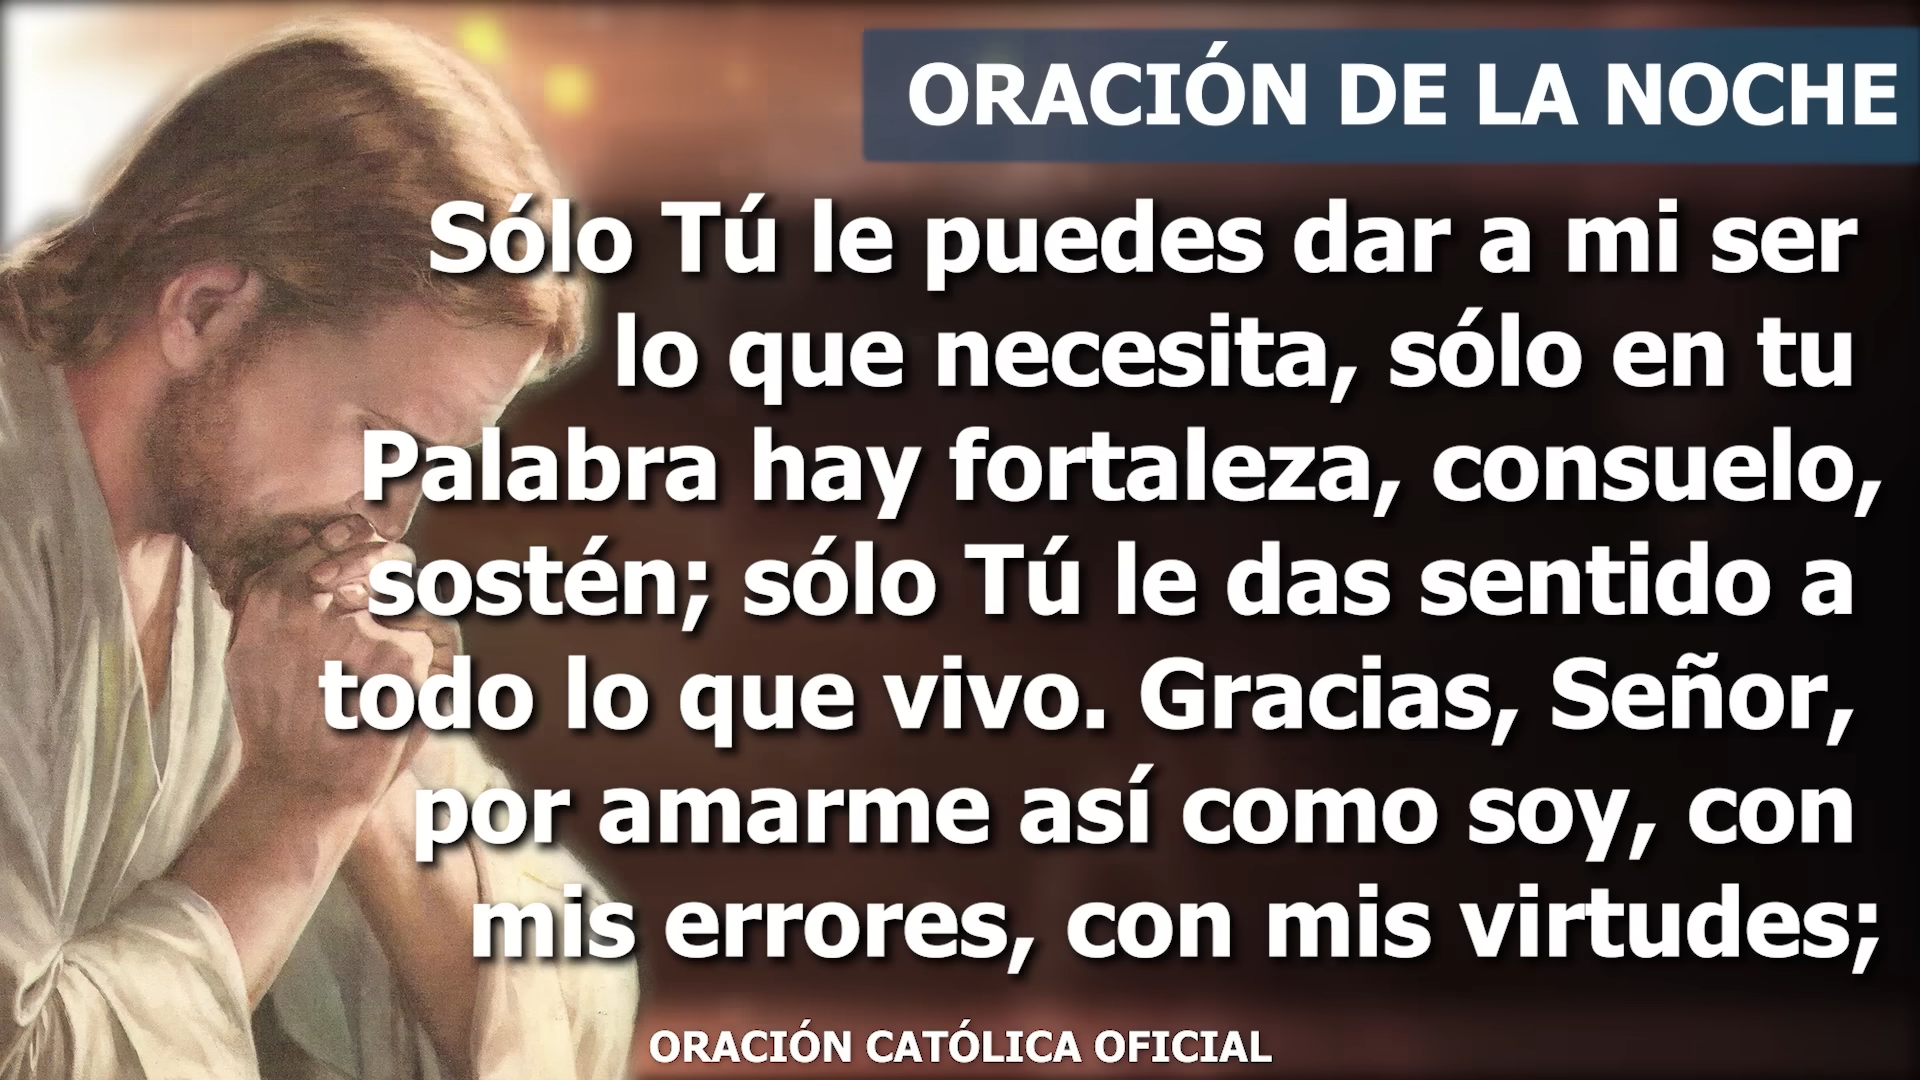 ORACIÓN DE LA NOCHE
Sólo Tú le puedes dar a mi ser
lo que necesita, sólo en tu
Palabra hay fortaleza, consuelo,
sostén; sólo Tú le das sentido a
todo lo que vivo. Gracias, Señor,
por amarme así como soy, con
mis errores, con mis virtudes;
ORACIÓN CATÓLICA OFICIAL